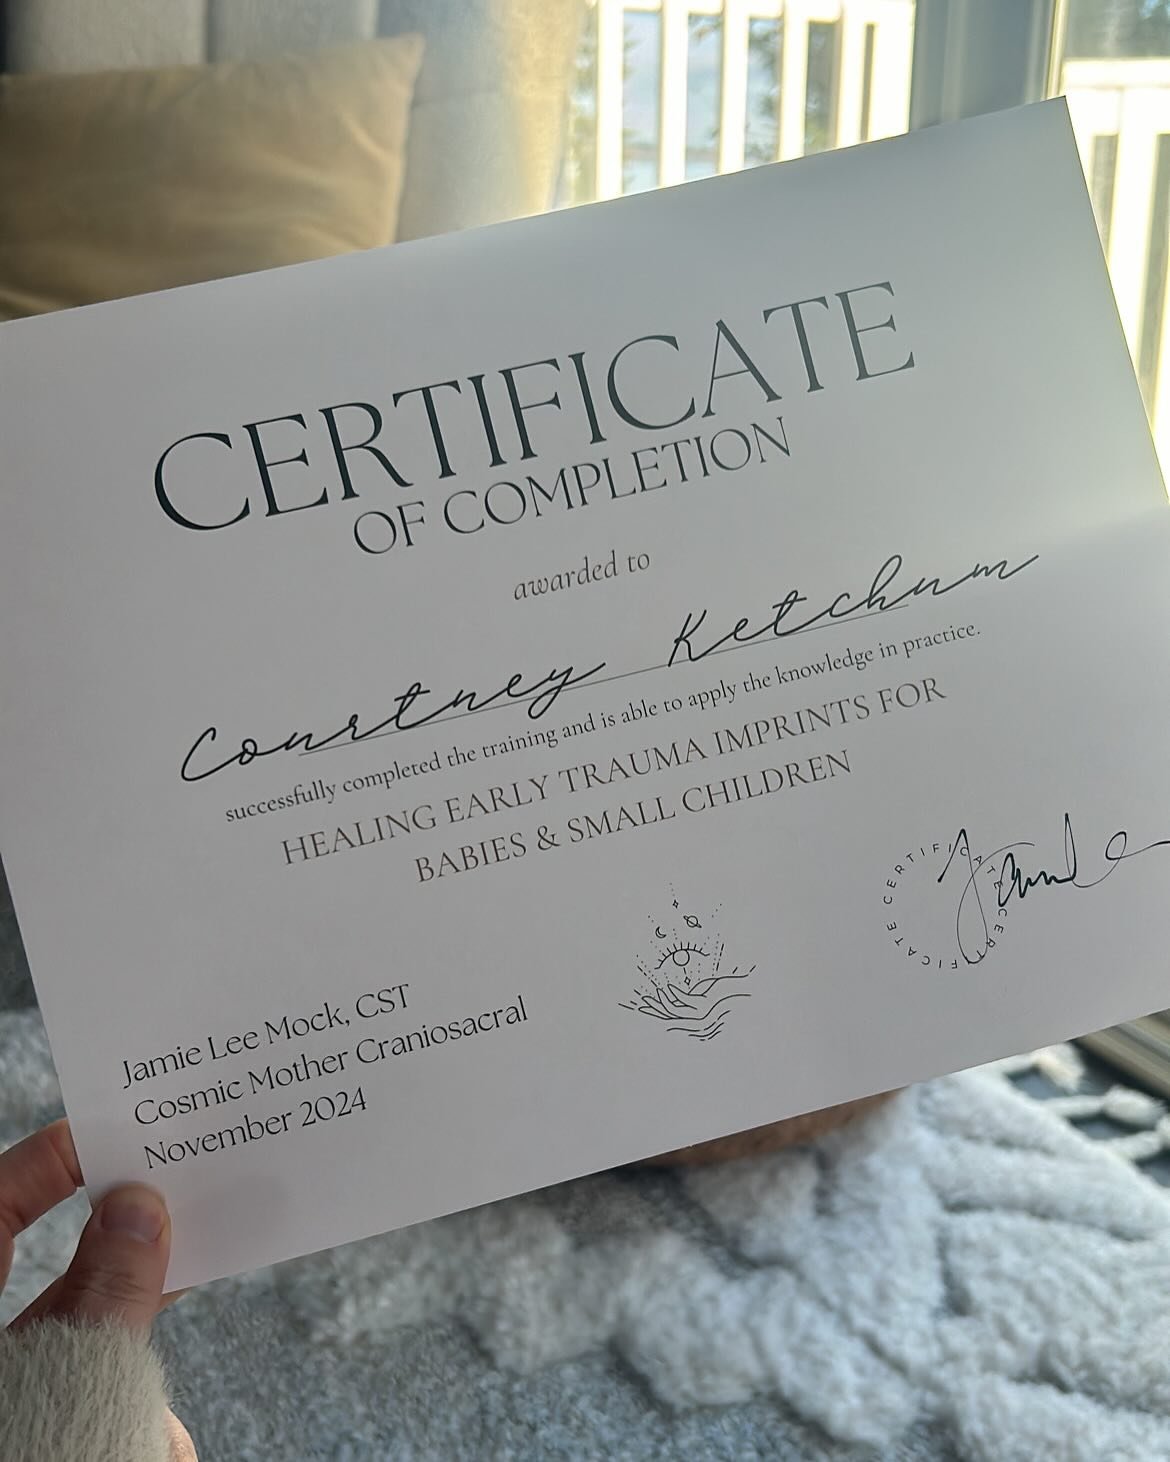 CERTIFICATE
OF COMPLETION
awarded to
Courtney Ketchum
successfully completed the training and is able to apply the knowledge in practice.
HEALING EARLY TRAUMA IMPRINTS FOR
BABIES & SMALL CHILDREN
CERTIFICATE CERTIFICATE
Jamie Lee Mock, CST
Cosmic Mother Craniosacral
November 2024